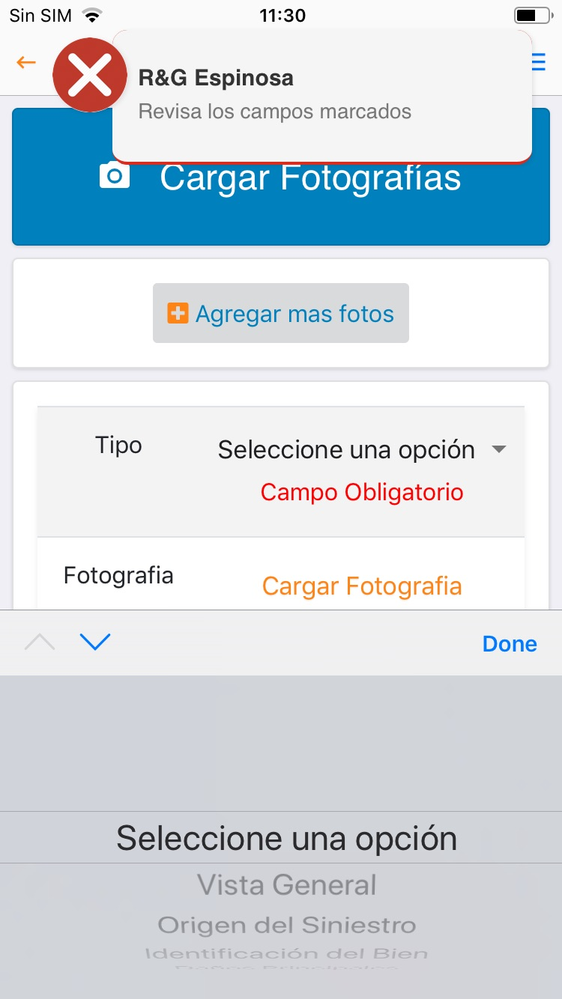 Sin SIM
11:30
R&G Espinosa
Revisa los campos marcados
Cargar Fotografías
Agregar mas fotos
Tipo
Seleccione una opción
Campo Obligatorio
Fotografia
Cargar Fotografia
Done
Seleccione una opción
Vista General
Origen del Siniestro
Identificación del Bien